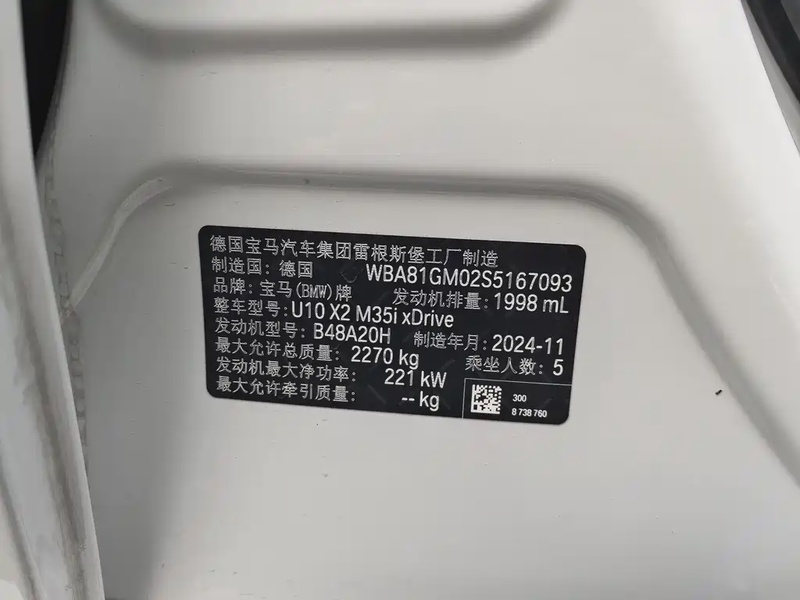 德国宝马汽车集团雷根斯堡工厂制造
制造国: 德国 WBA81GM02S5167093
品牌: 宝马(BMW)牌 发动机排量: 1998 mL
整车型号: U10 X2 M35i xDrive
发动机型号: B48A20H 制造年月: 2024-11
最大允许总质量: 2270 kg 乘坐人数: 5
发动机最大净功率: 221 kW
最大允许牵引质量: -- kg
300
8 738 760